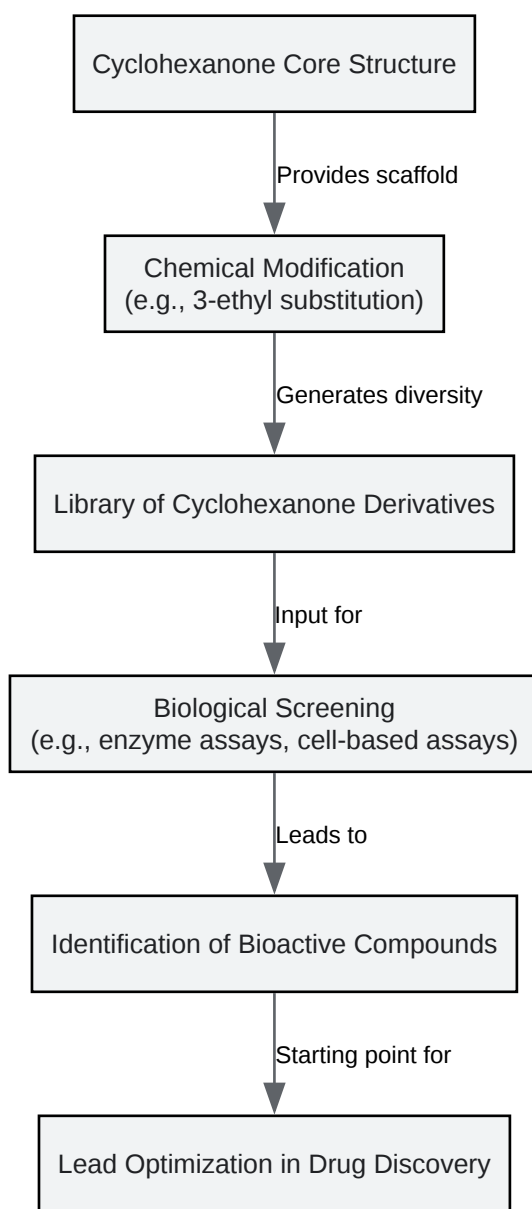 Cyclohexanone Core Structure
Provides scaffold
Chemical Modification
(e.g., 3-ethyl substitution)
Generates diversity
Library of Cyclohexanone Derivatives
Input for
Biological Screening
(e.g., enzyme assays, cell-based assays)
Leads to
Identification of Bioactive Compounds
Starting point for
Lead Optimization in Drug Discovery